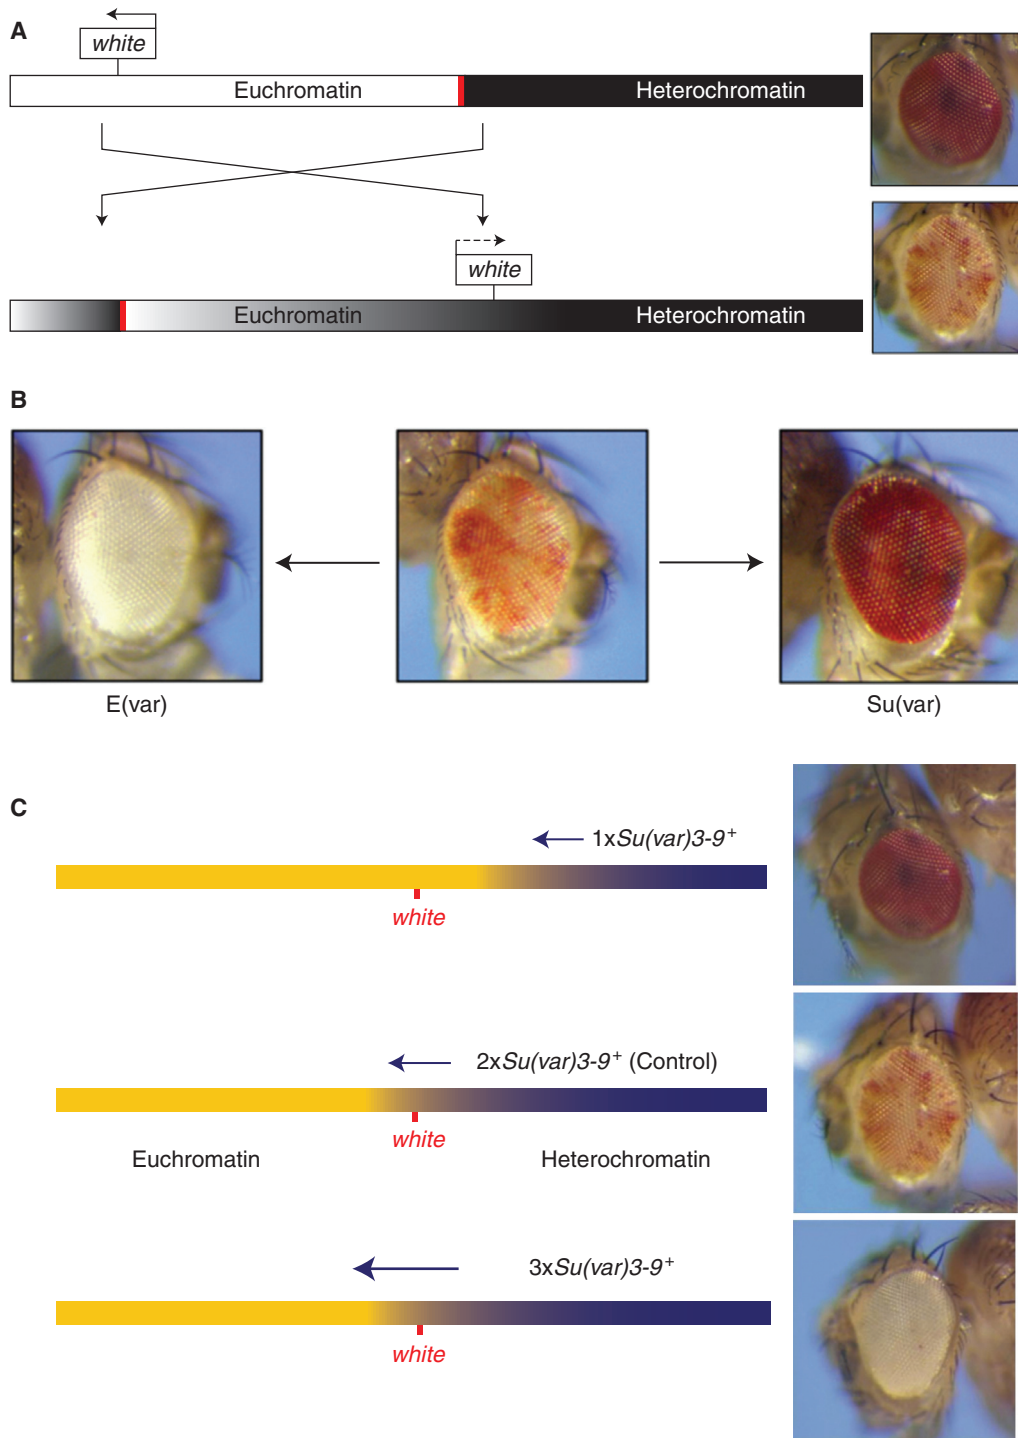 A
white
Euchromatin Heterochromatin
white
Euchromatin Heterochromatin
B
E(var) Su(var)
C
1xSu(var)3-9⁺
white
2xSu(var)3-9⁺ (Control)
white
Euchromatin Heterochromatin
3xSu(var)3-9⁺
white